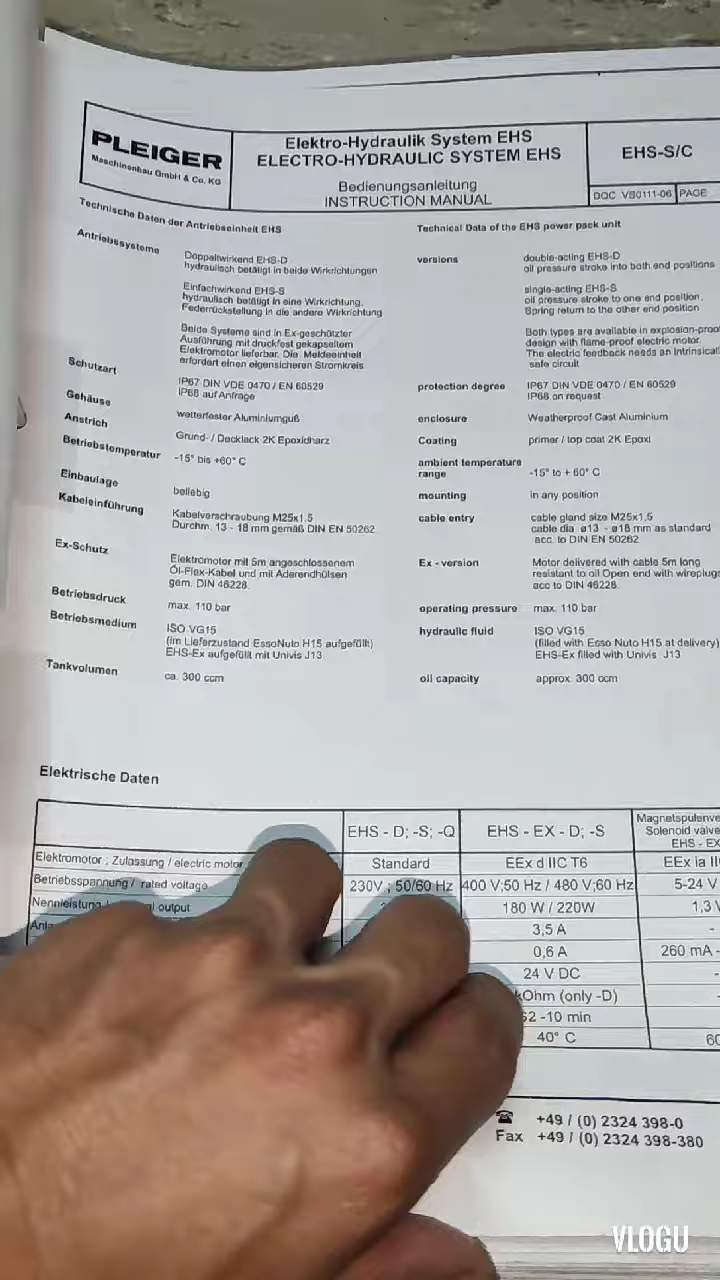 PLEIGER
Maschinenbau GmbH & Co. KG
Elektro-Hydraulik System EHS
ELECTRO-HYDRAULIC SYSTEM EHS
Bedienungsanleitung
INSTRUCTION MANUAL
EHS-S/C
DOC VB0111-06 PAGE
Technische Daten der Antriebseinheit EHS
Antriebssysteme
Doppeltwirkend EHS-D
hydraulisch betätigt in beide Wirkrichtungen
Einfachwirkend EHS-S
hydraulisch betätigt in eine Wirkrichtung,
Federrückstellung in die andere Wirkrichtung
Beide Systeme sind in Ex-geschützter
Ausführung mit druckfest gekapseltem
Elektromotor lieferbar. Die Meldeeinheit
erfordert einen eigensicheren Stromkreis
Schutzart
IP67 DIN VDE 0470 / EN 60529
IP68 auf Anfrage
Gehäuse
wetterfester Aluminiumguß
Anstrich
Grund- / Decklack 2K Epoxidharz
Betriebstemperatur
-15° bis +60° C
Einbaulage
beliebig
Kabeleinführung
Kabelverschraubung M25x1,5
Durchm. 13 - 18 mm gemäß DIN EN 50262
Ex-Schutz
Elektromotor mit 5m angeschlossenem
Öl-Flex-Kabel und mit Aderendhülsen
gem. DIN 46228
Betriebsdruck
max. 110 bar
Betriebsmedium
ISO VG15
(im Lieferzustand EssoNuto H15 aufgefüllt)
EHS-Ex aufgefüllt mit Univis J13
Tankvolumen
ca. 300 ccm
Technical Data of the EHS power pack unit
versions
double-acting EHS-D
oil pressure stroke into both end positions
single-acting EHS-S
oil pressure stroke to one end position,
Spring return to the other end position
Both types are available in explosion-proof
design with flame-proof electric motor.
The electric feedback needs an intrinsical
safe circuit
protection degree
IP67 DIN VDE 0470 / EN 60529
IP68 on request
enclosure
Weatherproof Cast Aluminium
Coating
primer / top coat 2K Epoxi
ambient temperature
range
-15° to + 60° C
mounting
in any position
cable entry
cable gland size M25x1,5
cable dia ø13 - ø18 mm as standard
acc. to DIN EN 50262
Ex - version
Motor delivered with cable 5m long
resistant to oil Open end with wireplugs
acc to DIN 46228
operating pressure
max. 110 bar
hydraulic fluid
ISO VG15
(filled with Esso Nuto H15 at delivery)
EHS-Ex filled with Univis J13
oil capacity
approx. 300 ccm
Elektrische Daten
EHS - D; -S; -Q
EHS - EX - D; -S
Magnetspulenve
Solenoid valve
EHS - EX
Elektromotor ; Zulassung / electric motor
Standard
EEx d IIC T6
EEx ia II
Betriebsspannung / rated voltage
230V ; 50/60 Hz
400 V;50 Hz / 480 V;60 Hz
5-24 V
Nennleistung
output
180 W / 220W
1,3
3,5 A
-
0,6 A
260 mA -
24 V DC
-
kOhm (only -D)
-
S2 -10 min
-
40° C
60
+49 / (0) 2324 398-0
Fax +49 / (0) 2324 398-380
VLOGU